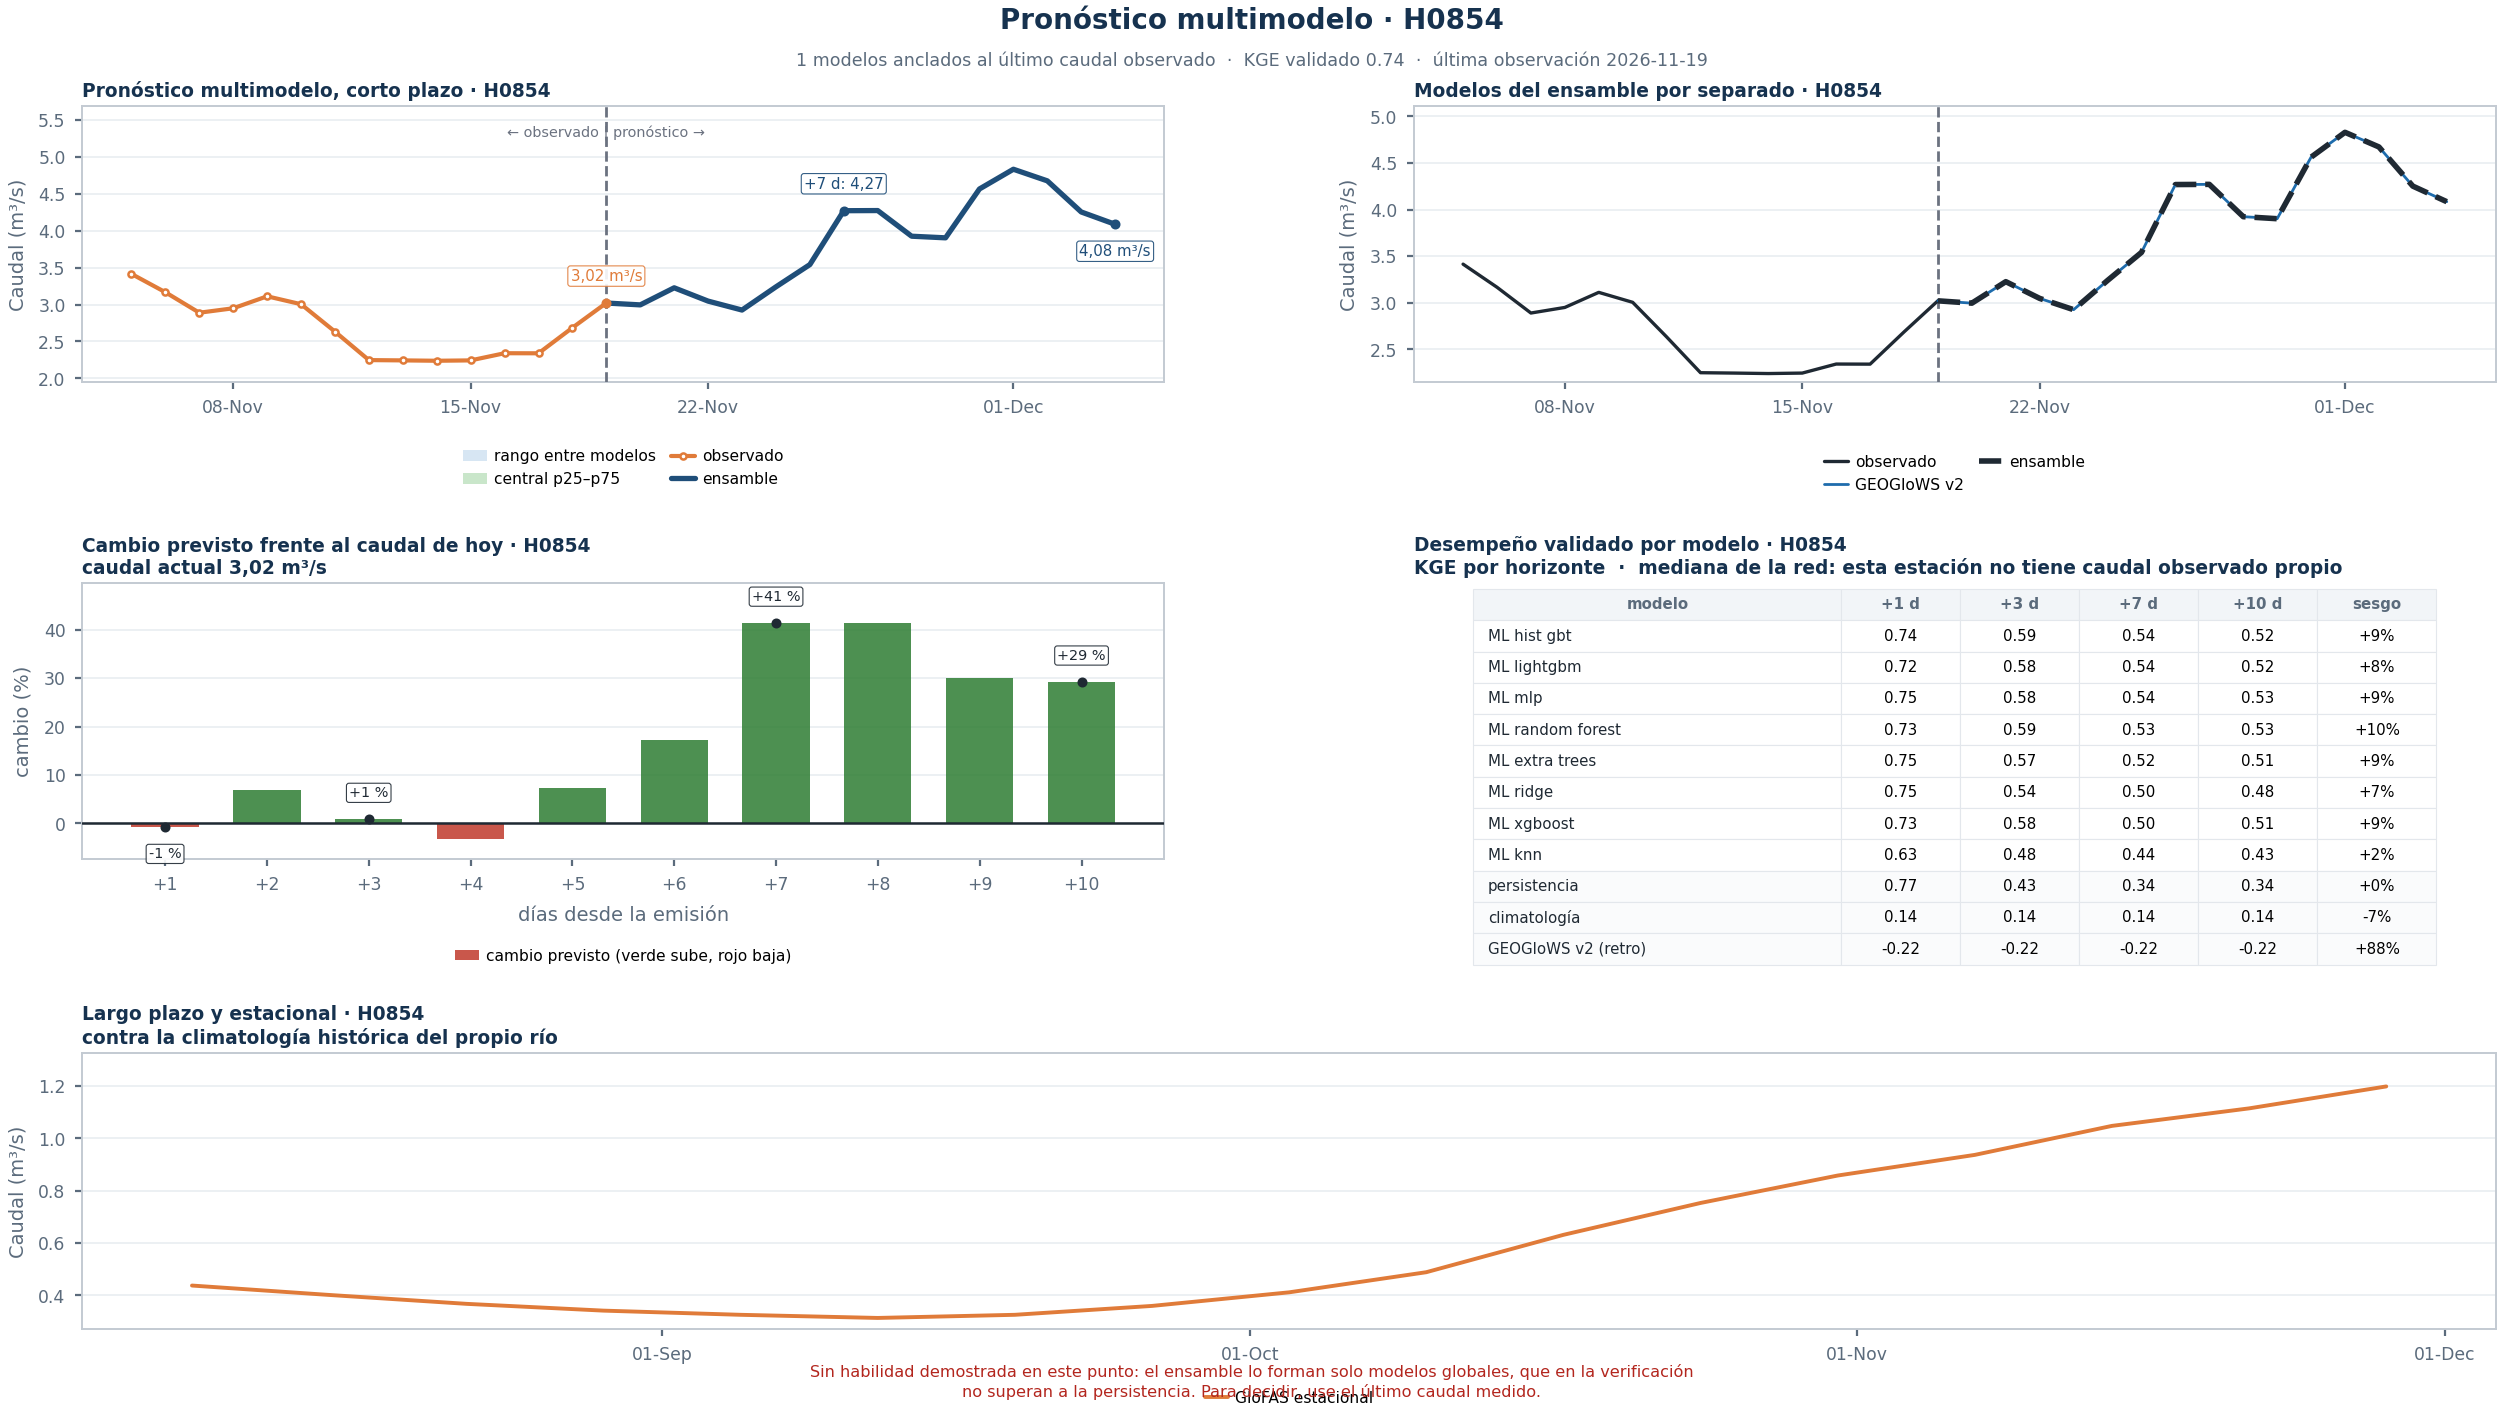 Pronóstico multimodelo · H0854
1 modelos anclados al último caudal observado · KGE validado 0.74 · última observación 2026-11-19
Pronóstico multimodelo, corto plazo · H0854
Caudal (m³/s)
5.5
5.0
4.5
4.0
3.5
3.0
2.5
2.0
← observado
pronóstico →
3,02 m³/s
+7 d: 4,27
4,08 m³/s
08-Nov
15-Nov
22-Nov
01-Dec
rango entre modelos
observado
central p25–p75
ensamble
Modelos del ensamble por separado · H0854
Caudal (m³/s)
5.0
4.5
4.0
3.5
3.0
2.5
08-Nov
15-Nov
22-Nov
01-Dec
observado
ensamble
GEOGloWS v2
Cambio previsto frente al caudal de hoy · H0854
caudal actual 3,02 m³/s
cambio (%)
40
30
20
10
0
-1 %
+1 %
+41 %
+29 %
+1
+2
+3
+4
+5
+6
+7
+8
+9
+10
días desde la emisión
cambio previsto (verde sube, rojo baja)
Desempeño validado por modelo · H0854
KGE por horizonte · mediana de la red: esta estación no tiene caudal observado propio
modelo +1 d +3 d +7 d +10 d sesgo
ML hist gbt 0.74 0.59 0.54 0.52 +9%
ML lightgbm 0.72 0.58 0.54 0.52 +8%
ML mlp 0.75 0.58 0.54 0.53 +9%
ML random forest 0.73 0.59 0.53 0.53 +10%
ML extra trees 0.75 0.57 0.52 0.51 +9%
ML ridge 0.75 0.54 0.50 0.48 +7%
ML xgboost 0.73 0.58 0.50 0.51 +9%
ML knn 0.63 0.48 0.44 0.43 +2%
persistencia 0.77 0.43 0.34 0.34 +0%
climatología 0.14 0.14 0.14 0.14 -7%
GEOGloWS v2 (retro) -0.22 -0.22 -0.22 -0.22 +88%
Largo plazo y estacional · H0854
contra la climatología histórica del propio río
Caudal (m³/s)
1.2
1.0
0.8
0.6
0.4
01-Sep
01-Oct
01-Nov
01-Dec
Sin habilidad demostrada en este punto: el ensamble lo forman solo modelos globales, que en la verificación
no superan a la persistencia. Para decidir, use el último caudal medido.
GloFAS estacional